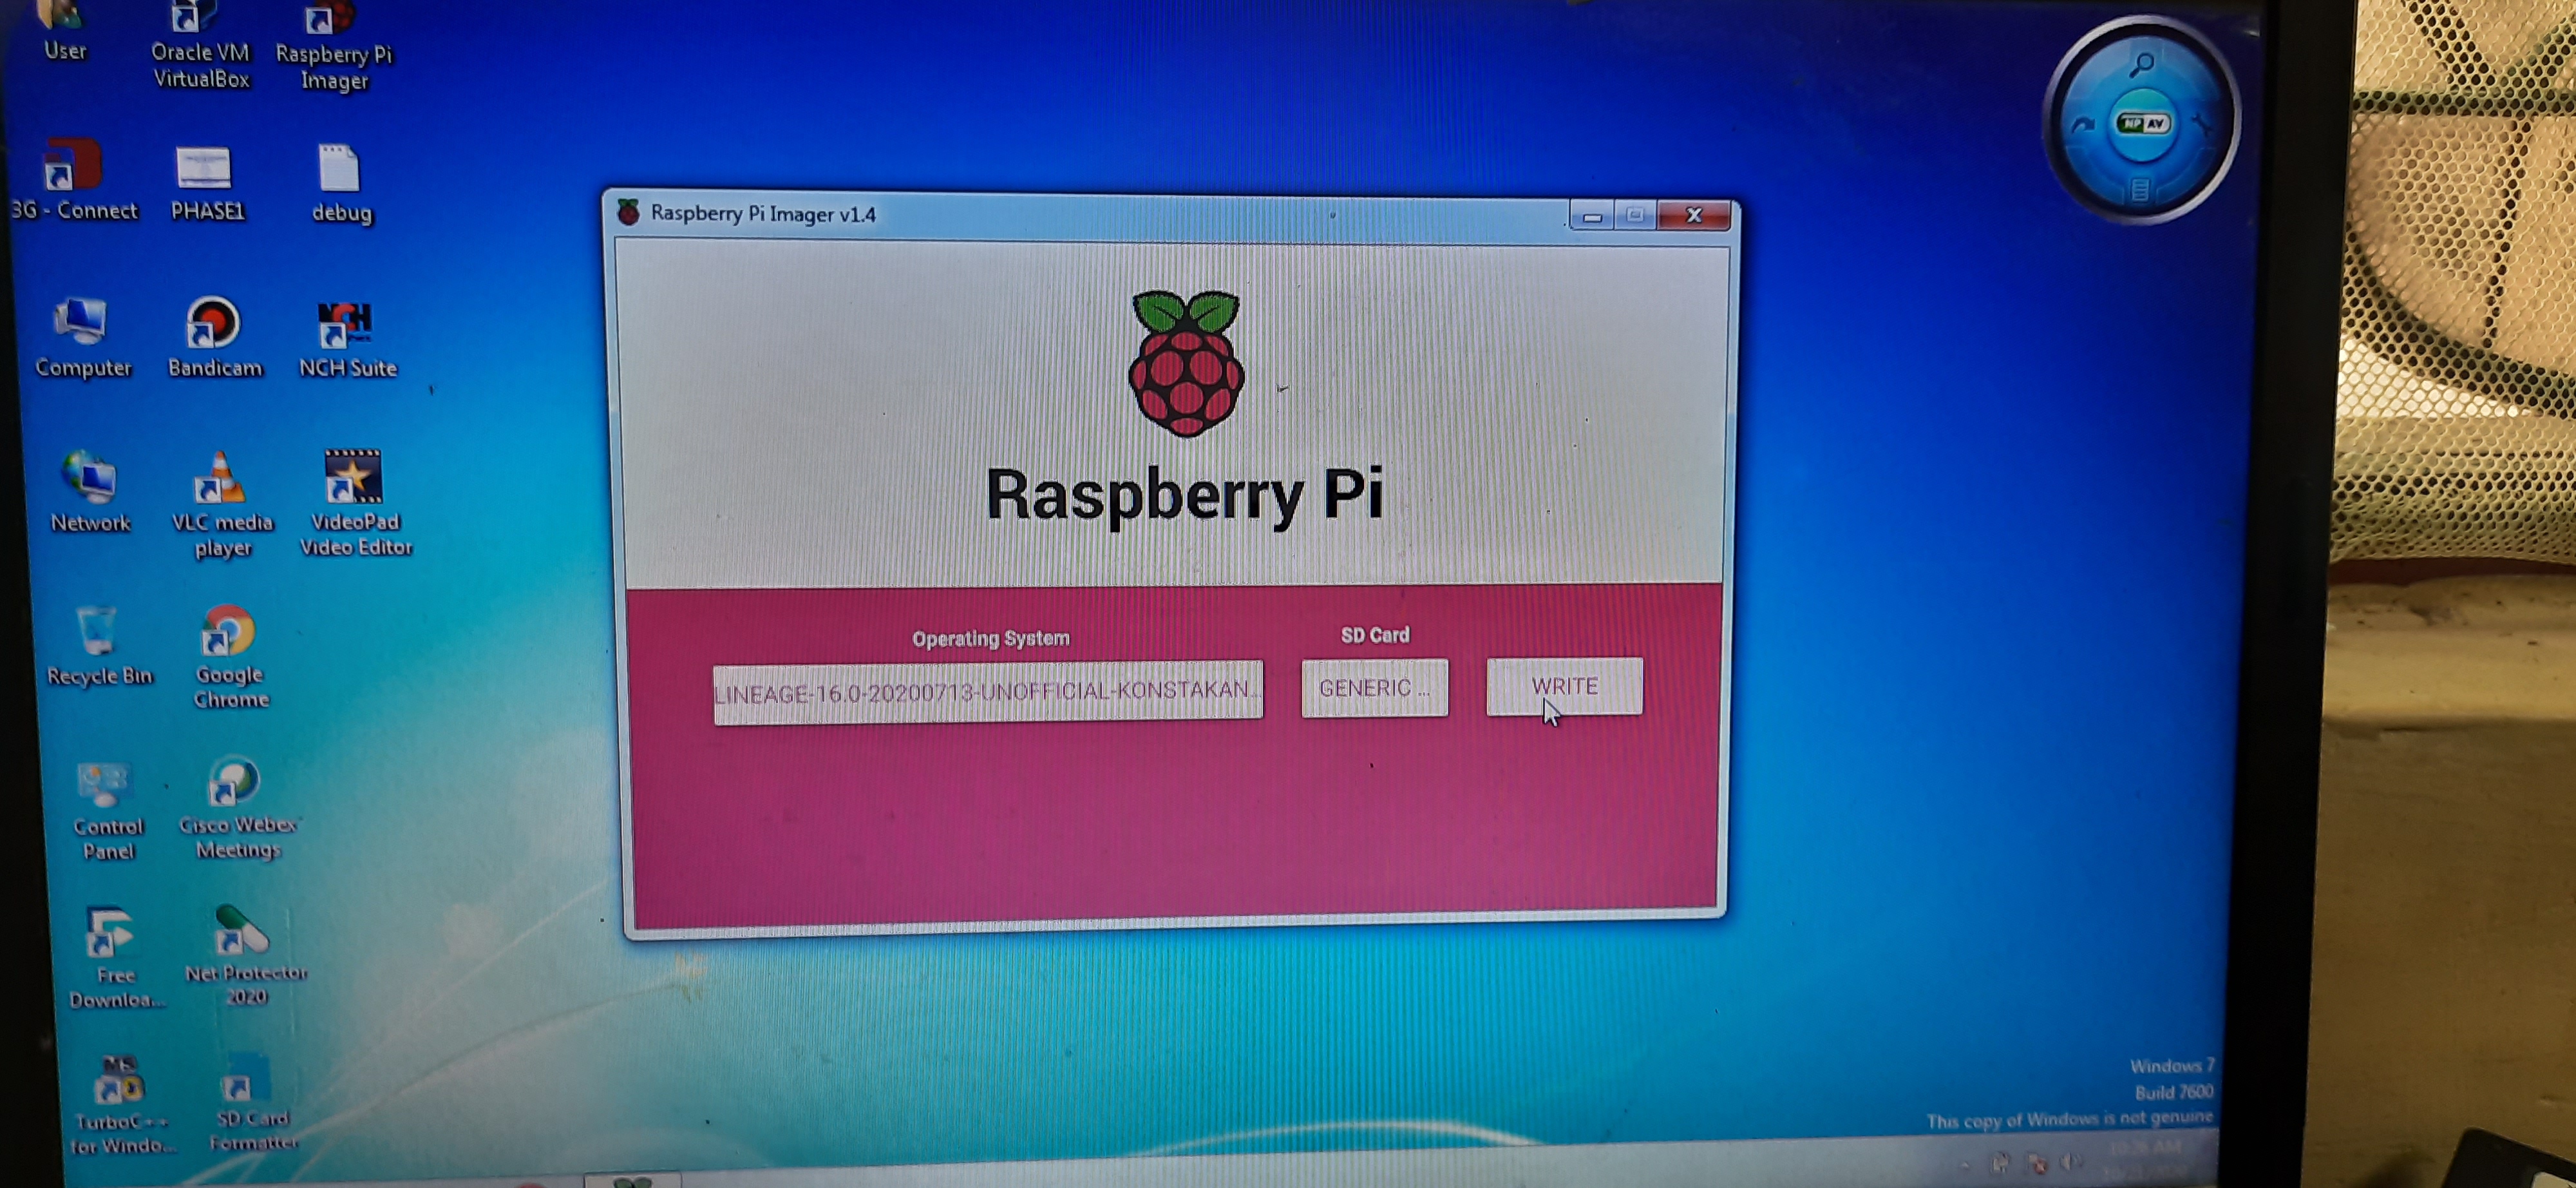 User
Oracle VM
VirtualBox
Raspberry Pi
Imager
3G - Connect
PHASE1
debug
Computer
Bandicam
NCH
NCH Suite
Network
VLC media
player
VideoPad
Video Editor
Recycle Bin
Google
Chrome
Control
Panel
Cisco Webex
Meetings
Free
Downloa...
Net Protector
2020
MS
TurboC++
for Windo...
SD Card
Formatter
Raspberry Pi Imager v1.4
Raspberry Pi
Operating System
SD Card
LINEAGE-16.0-20200713-UNOFFICIAL-KONSTAKAN...
GENERIC ...
WRITE
NP AV
Windows 7
Build 7600
This copy of Windows is not genuine